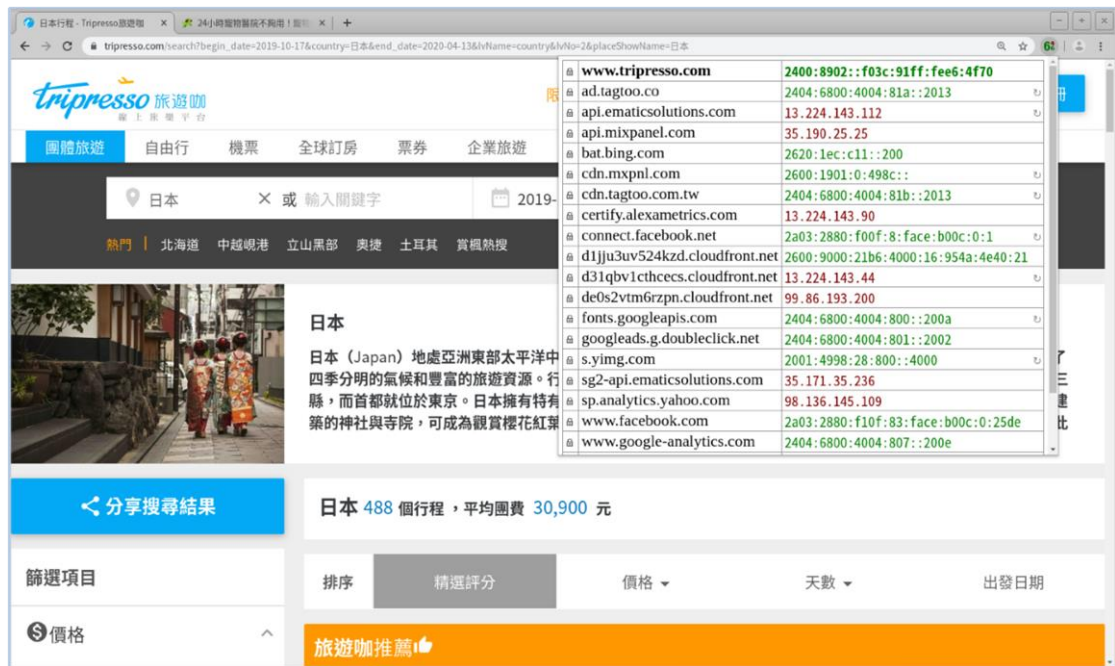 日本行程 - Tripresso旅遊咖 ×
24小時寵物醫院不夠用！ ×
+
tripresso.com/search?begin_date=2019-10-17&country=日本&end_date=2020-04-13&lvName=country&lvNo=2&placeShowName=日本
tripresso 旅遊咖
線上旅展平台
限
冊
團體旅遊 自由行 機票 全球訂房 票券 企業旅遊
日本 × 或 輸入關鍵字 2019-
熱門 | 北海道 中越峴港 立山黑部 奧捷 土耳其 賞楓熱搜
www.tripresso.com 2400:8902::f03c:91ff:fee6:4f70
ad.tagtoo.co 2404:6800:4004:81a::2013
api.ematicsolutions.com 13.224.143.112
api.mixpanel.com 35.190.25.25
bat.bing.com 2620:1ec:c11::200
cdn.mxpnl.com 2600:1901:0:498c::
cdn.tagtoo.com.tw 2404:6800:4004:81b::2013
certify.alexametrics.com 13.224.143.90
connect.facebook.net 2a03:2880:f00f:8:face:b00c:0:1
d1jju3uv524kzd.cloudfront.net 2600:9000:21b6:4000:16:954a:4e40:21
d31qbv1cthcecs.cloudfront.net 13.224.143.44
de0s2vtm6rzpn.cloudfront.net 99.86.193.200
fonts.googleapis.com 2404:6800:4004:800::200a
googleads.g.doubleclick.net 2404:6800:4004:801::2002
s.yimg.com 2001:4998:28:800::4000
sg2-api.ematicsolutions.com 35.171.35.236
sp.analytics.yahoo.com 98.136.145.109
www.facebook.com 2a03:2880:f10f:83:face:b00c:0:25de
www.google-analytics.com 2404:6800:4004:807::200e
日本
日本（Japan）地處亞洲東部太平洋中 了
四季分明的氣候和豐富的旅遊資源。行 三
縣，而首都就位於東京。日本擁有特有 建
築的神社與寺院，可成為觀賞櫻花紅葉 此
分享搜尋結果
日本 488 個行程 ，平均團費 30,900 元
篩選項目
排序 精選評分 價格 天數 出發日期
價格
旅遊咖推薦